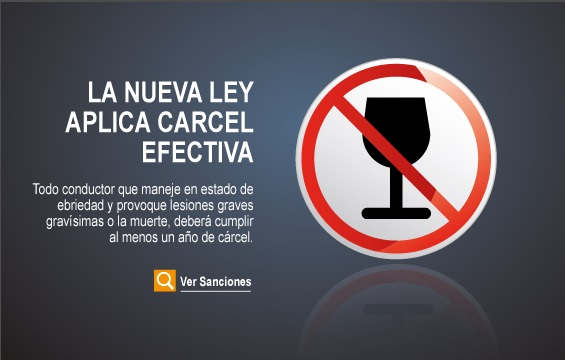 LA NUEVA LEY
APLICA CARCEL
EFECTIVA
Todo conductor que maneje en estado de
ebriedad y provoque lesiones graves
gravísimas o la muerte, deberá cumplir
al menos un año de cárcel.
Ver Sanciones